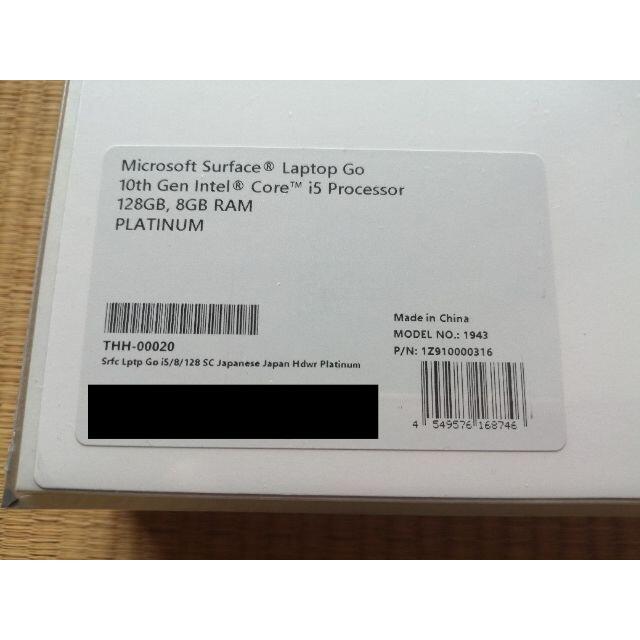 Microsoft Surface® Laptop Go
10th Gen Intel® Core™ i5 Processor
128GB, 8GB RAM
PLATINUM
THH-00020
Srfc Lptp Go i5/8/128 SC Japanese Japan Hdwr Platinum
Made in China
MODEL NO.: 1943
P/N: 1Z910000316
4 549576 168746